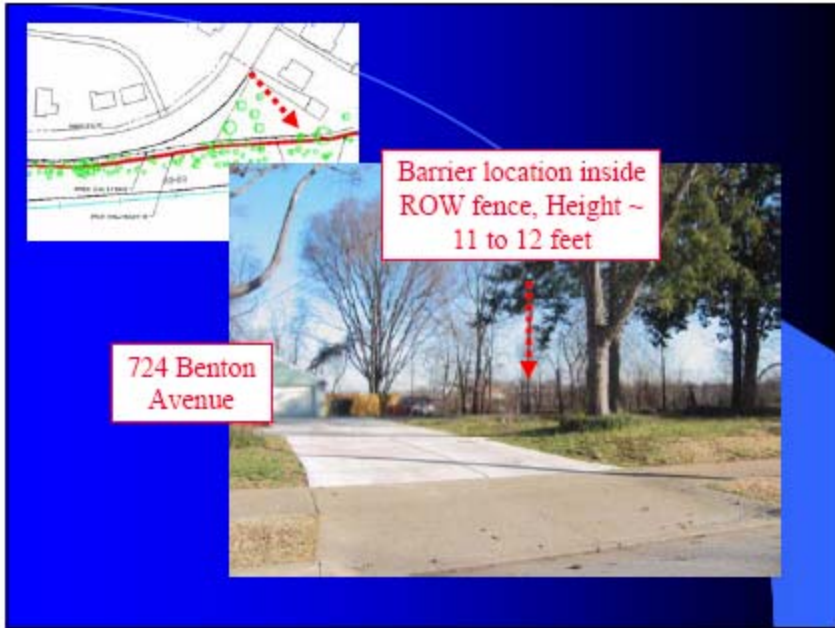 Barrier location inside
ROW fence, Height ~
11 to 12 feet
724 Benton
Avenue